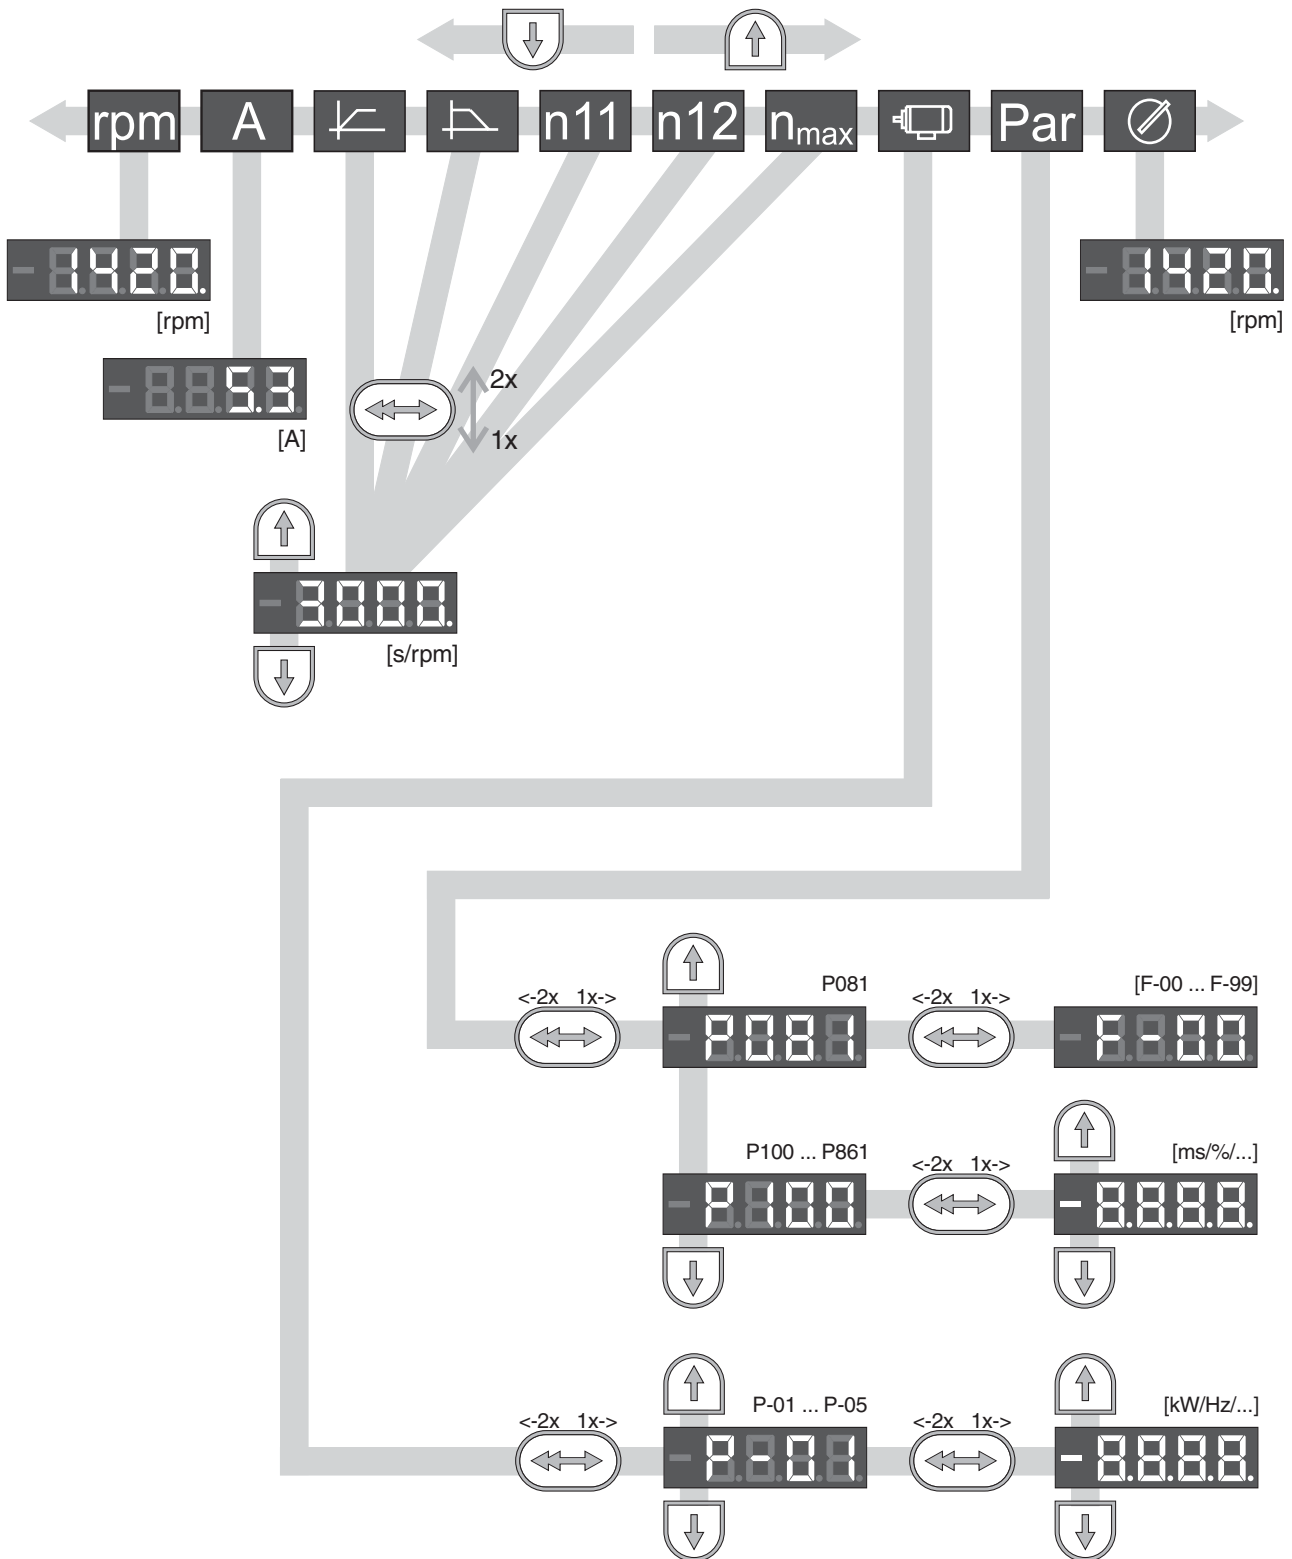 rpm A n11 n12 nmax Par
1420.
[rpm]
1420.
[rpm]
5.3
[A]
2x
1x
3000.
[s/rpm]
<-2x 1x->
P081
<-2x 1x->
[F-00 ... F-99]
P081
F-00
P100 ... P861
<-2x 1x->
[ms/%/...]
P100
-8.8.8.8.
<-2x 1x->
P-01 ... P-05
<-2x 1x->
[kW/Hz/...]
P-01
-8.8.8.8.